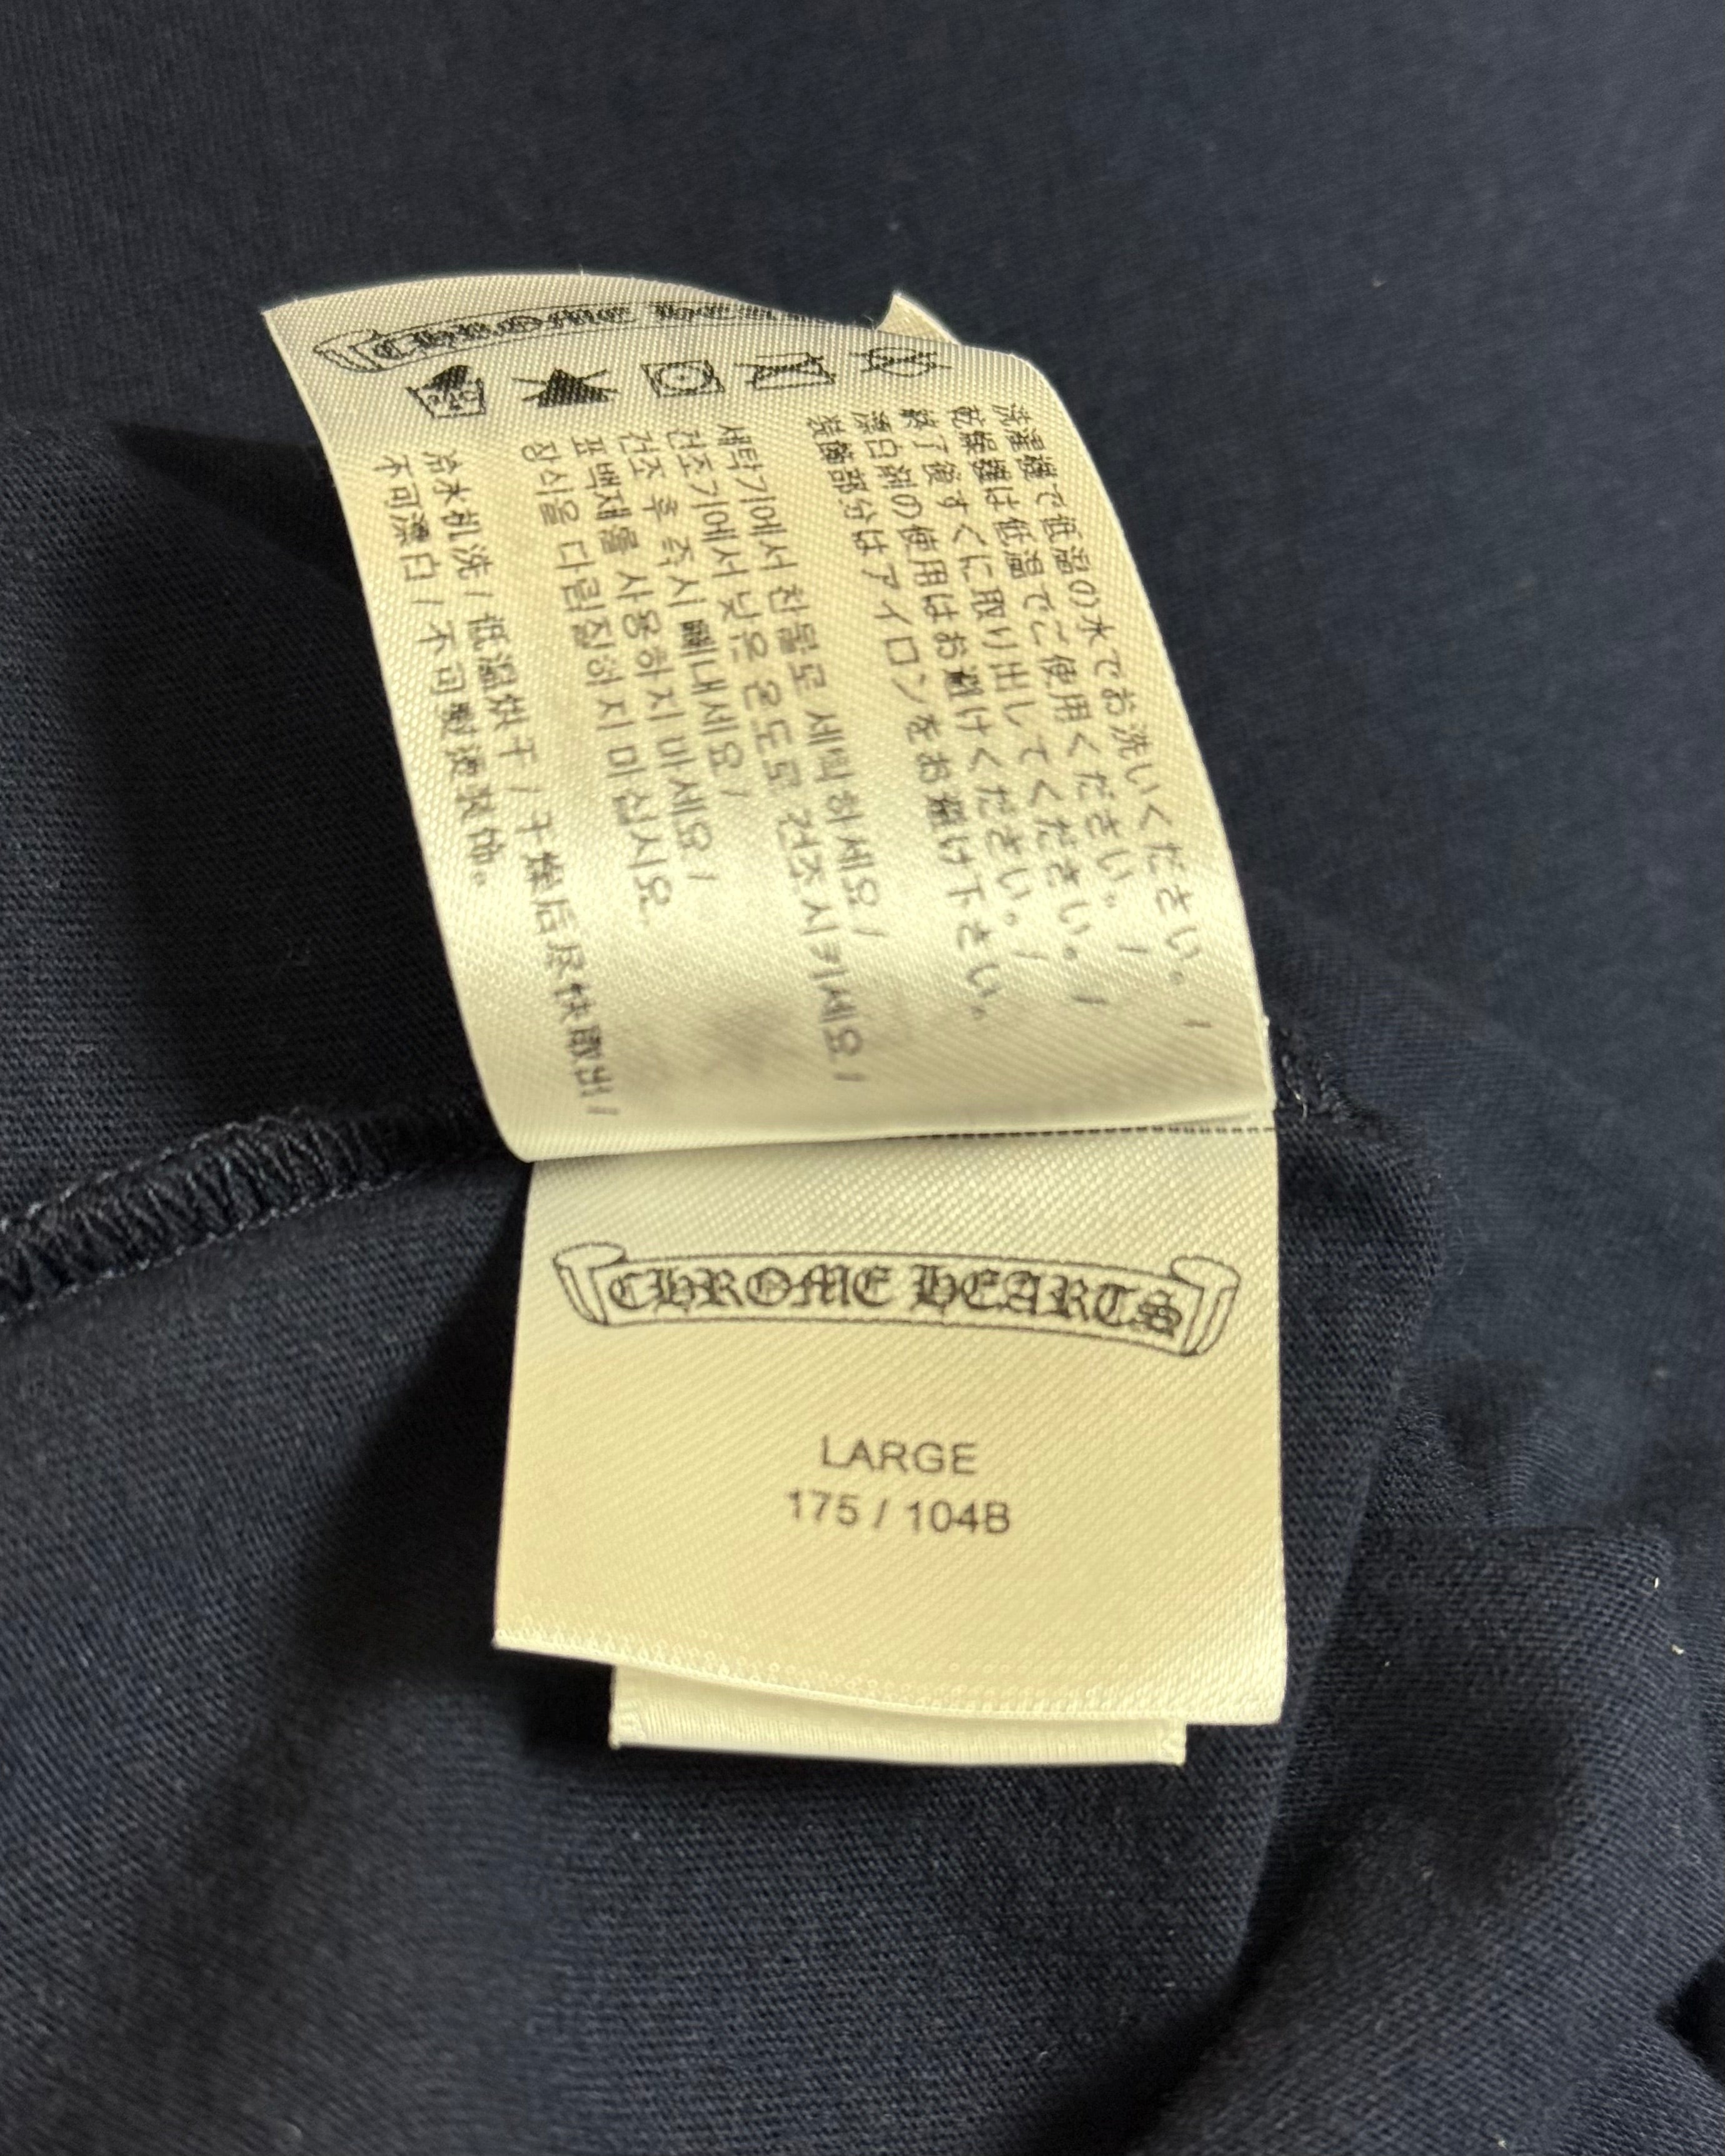 CHROME HEARTS
洗濯機で低温の水でお洗いください。 /
乾燥機は低温でご使用ください。 /
終了後すぐに取り出してください。 /
漂白剤の使用はお避けください。 /
装飾部分はアイロンをお避け下さい。
세탁기에서 찬물로 세탁하세요 /
건조기에서 낮은 온도로 건조시키세요 /
건조 후 즉시 빼내세요 /
표백제를 사용하지 마세요 /
장식을 다림질하지 마십시요.
冷水机洗 / 低温烘干 / 干燥后尽快取出 /
不可漂白 / 不可熨烫装饰。
CHROME HEARTS
LARGE
175 / 104B